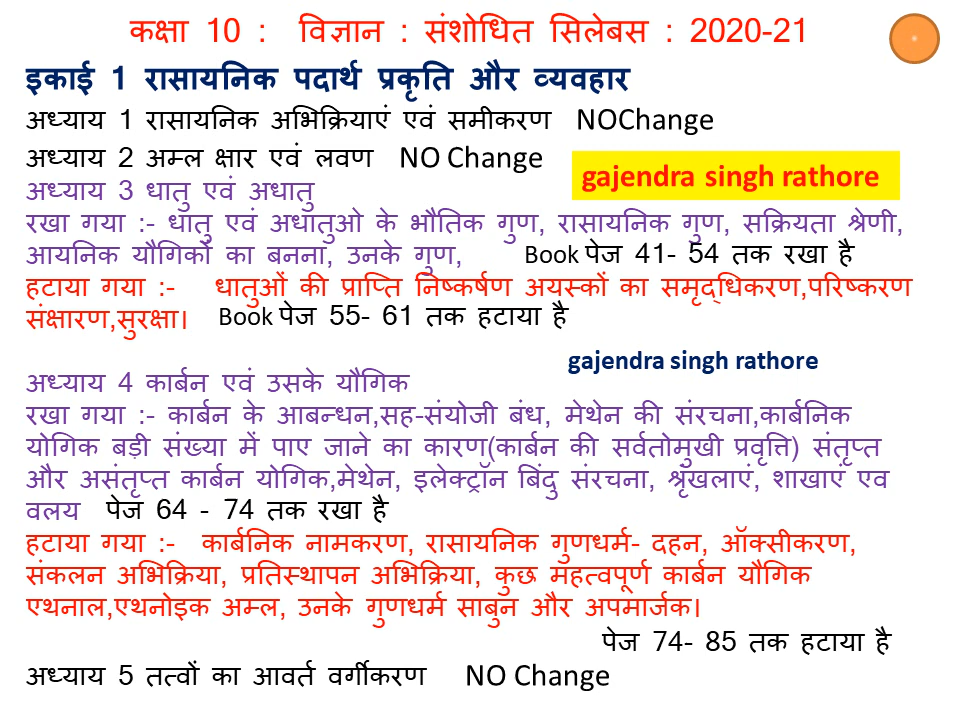 कक्षा 10 : विज्ञान : संशोधित सिलेबस : 2020-21
इकाई 1 रासायनिक पदार्थ प्रकृति और व्यवहार
अध्याय 1 रासायनिक अभिक्रियाएं एवं समीकरण NOChange
अध्याय 2 अम्ल क्षार एवं लवण NO Change
gajendra singh rathore
अध्याय 3 धातु एवं अधातु
रखा गया :- धातु एवं अधातुओ के भौतिक गुण, रासायनिक गुण, सक्रियता श्रेणी,
आयनिक यौगिकों का बनना, उनके गुण, Book पेज 41- 54 तक रखा है
हटाया गया :- धातुओं की प्राप्ति निष्कर्षण अयस्कों का समृद्धिकरण,परिष्करण
संक्षारण,सुरक्षा। Book पेज 55- 61 तक हटाया है
gajendra singh rathore
अध्याय 4 कार्बन एवं उसके यौगिक
रखा गया :- कार्बन के आबन्धन,सह-संयोजी बंध, मेथेन की संरचना,कार्बनिक
योगिक बड़ी संख्या में पाए जाने का कारण(कार्बन की सर्वतोमुखी प्रवृत्ति) संतृप्त
और असंतृप्त कार्बन योगिक,मेथेन, इलेक्ट्रॉन बिंदु संरचना, श्रृंखलाएं, शाखाएं एव
वलय पेज 64 - 74 तक रखा है
हटाया गया :- कार्बनिक नामकरण, रासायनिक गुणधर्म- दहन, ऑक्सीकरण,
संकलन अभिक्रिया, प्रतिस्थापन अभिक्रिया, कुछ महत्वपूर्ण कार्बन यौगिक
एथनाल,एथनोइक अम्ल, उनके गुणधर्म साबुन और अपमार्जक।
पेज 74- 85 तक हटाया है
अध्याय 5 तत्वों का आवर्त वर्गीकरण NO Change